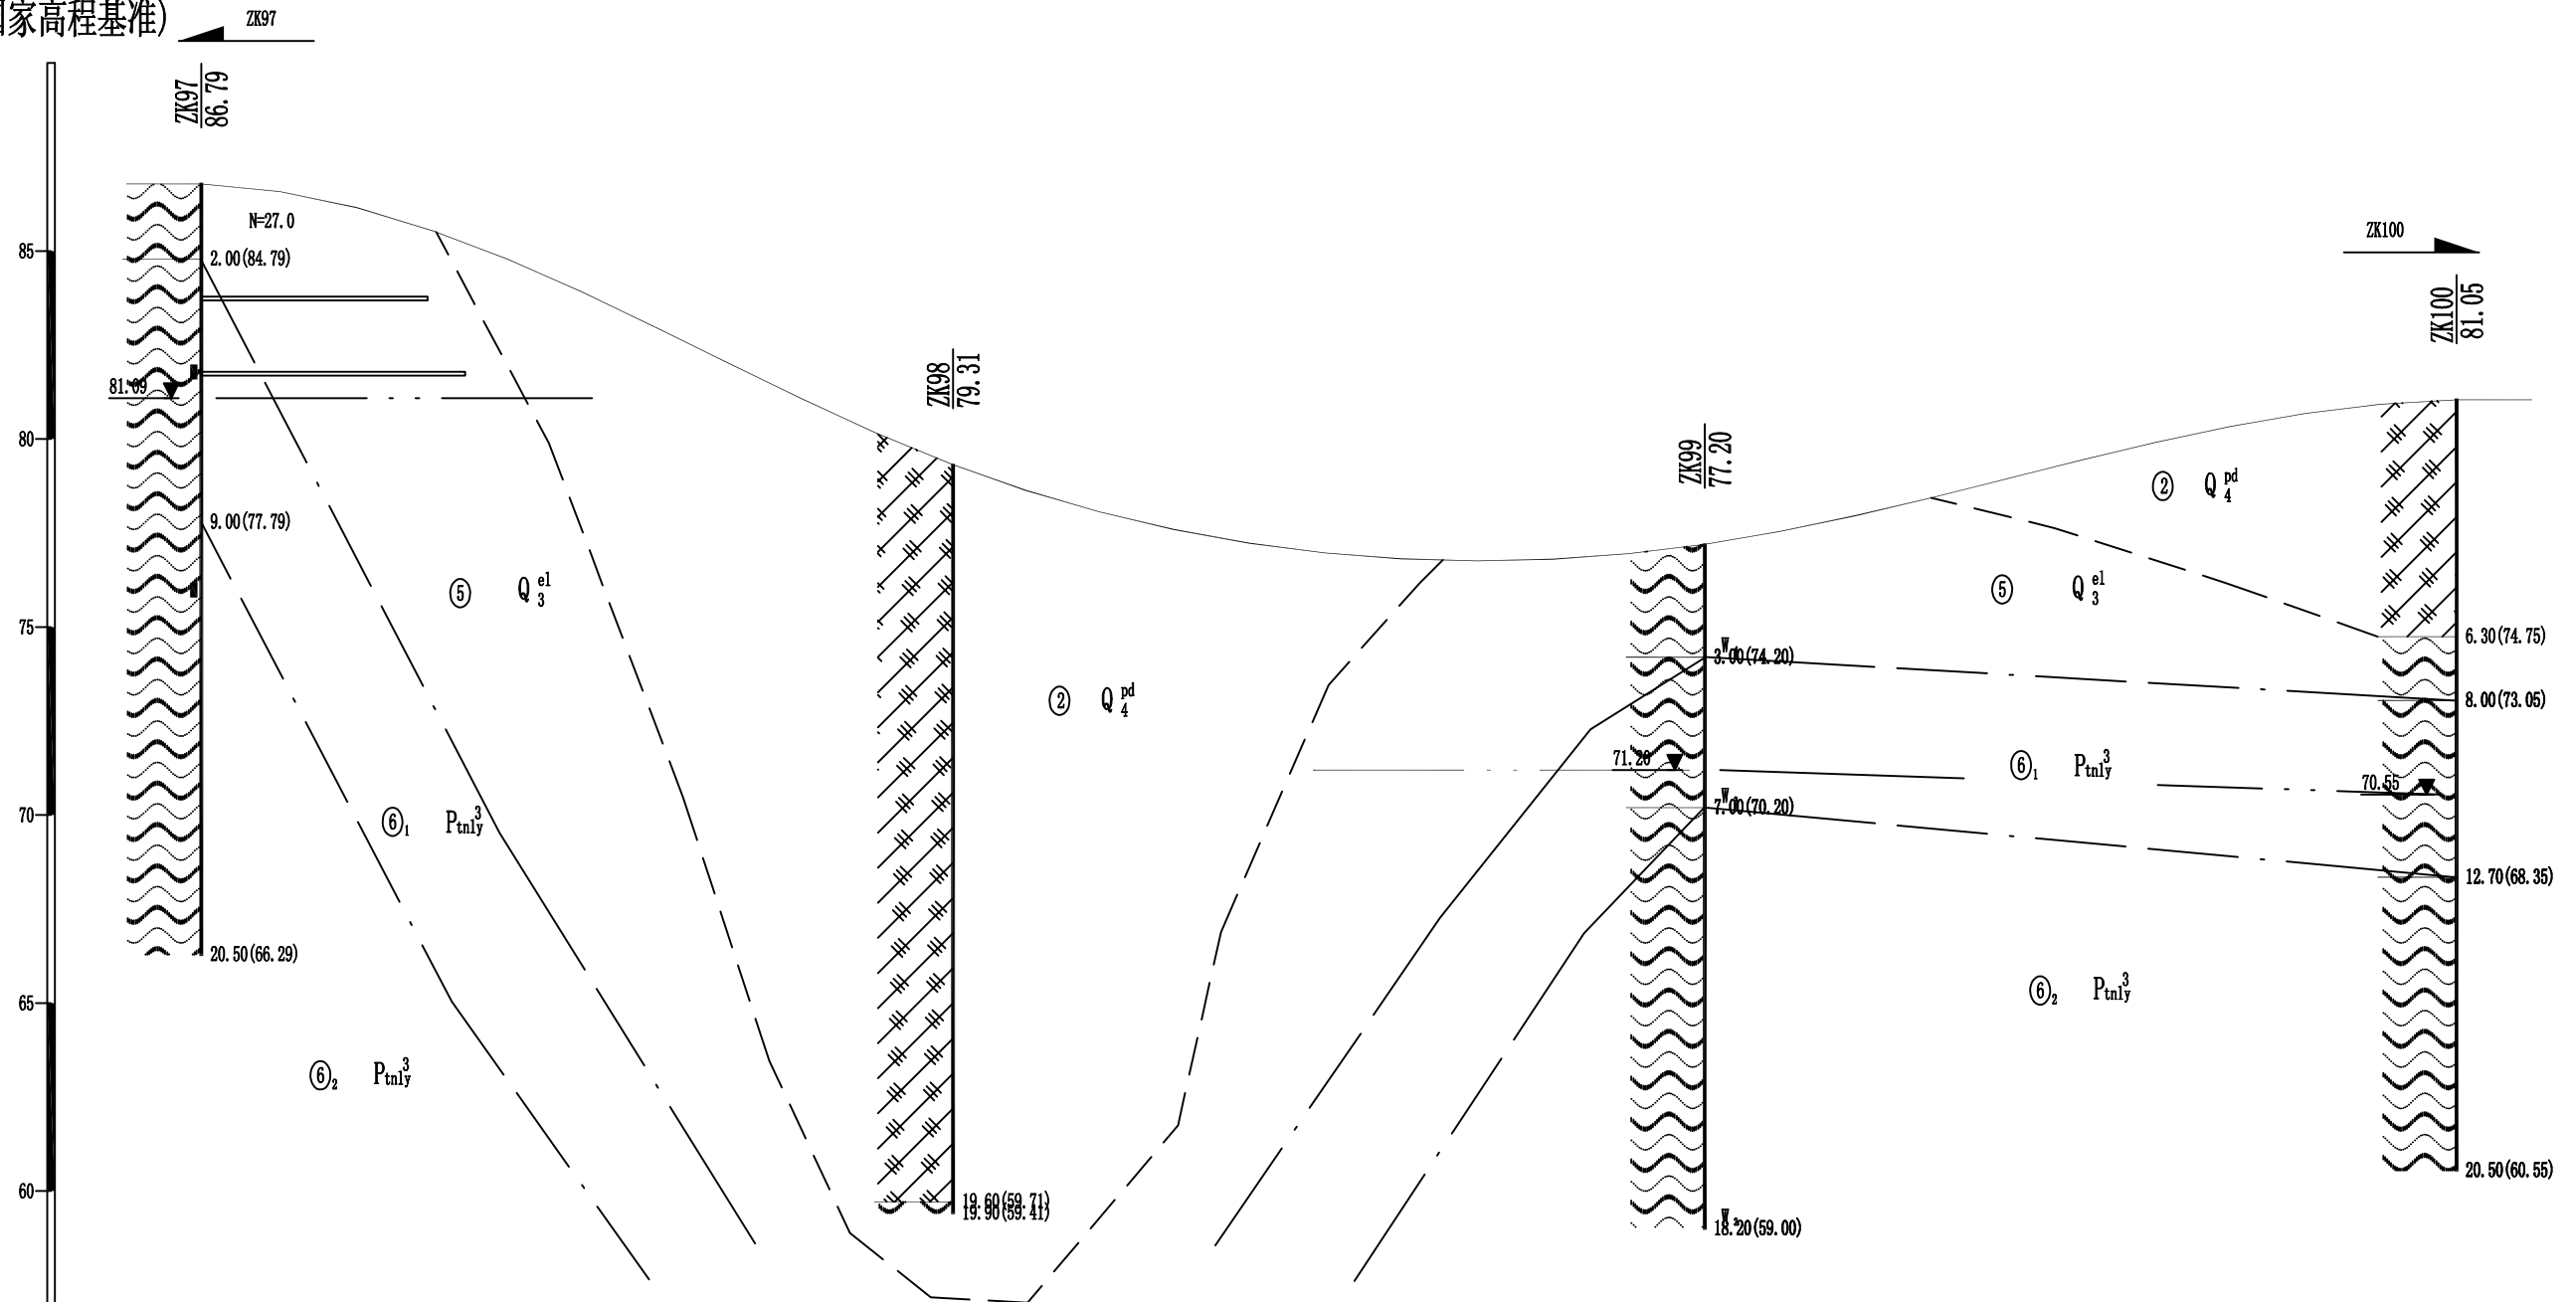 国家高程基准)
ZK97
ZK97
86.79
N=27.0
85
2.00(84.79)
ZK100
ZK100
81.05
81.09
ZK98
79.31
80
ZK99
77.20
② Q₄ᵖᵈ
9.00(77.79)
⑤ Q₃ᵉˡ
⑤ Q₃ᵉˡ
75
6.30(74.75)
3.00(74.20)
② Q₄ᵖᵈ
8.00(73.05)
71.20
⑥₁ Ptnly³
70.55
70
7.00(70.20)
⑥₁ Ptnly³
12.70(68.35)
20.50(66.29)
65
⑥₂ Ptnly³
⑥₂ Ptnly³
20.50(60.55)
60
19.60(59.71)
19.90(59.41)
18.20(59.00)